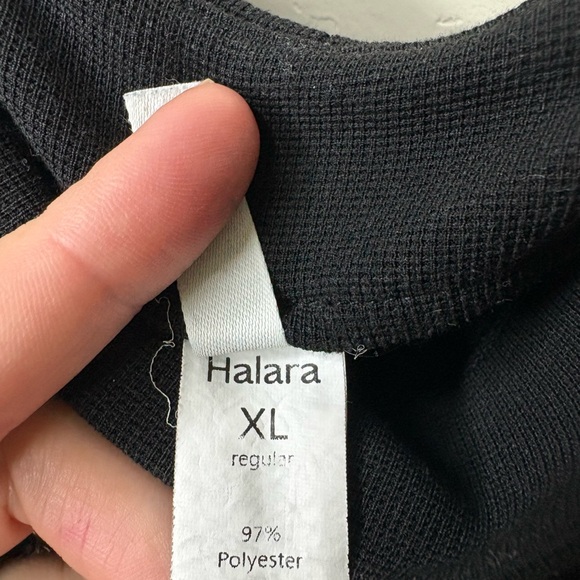 Halara
XL
regular
97%
Polyester